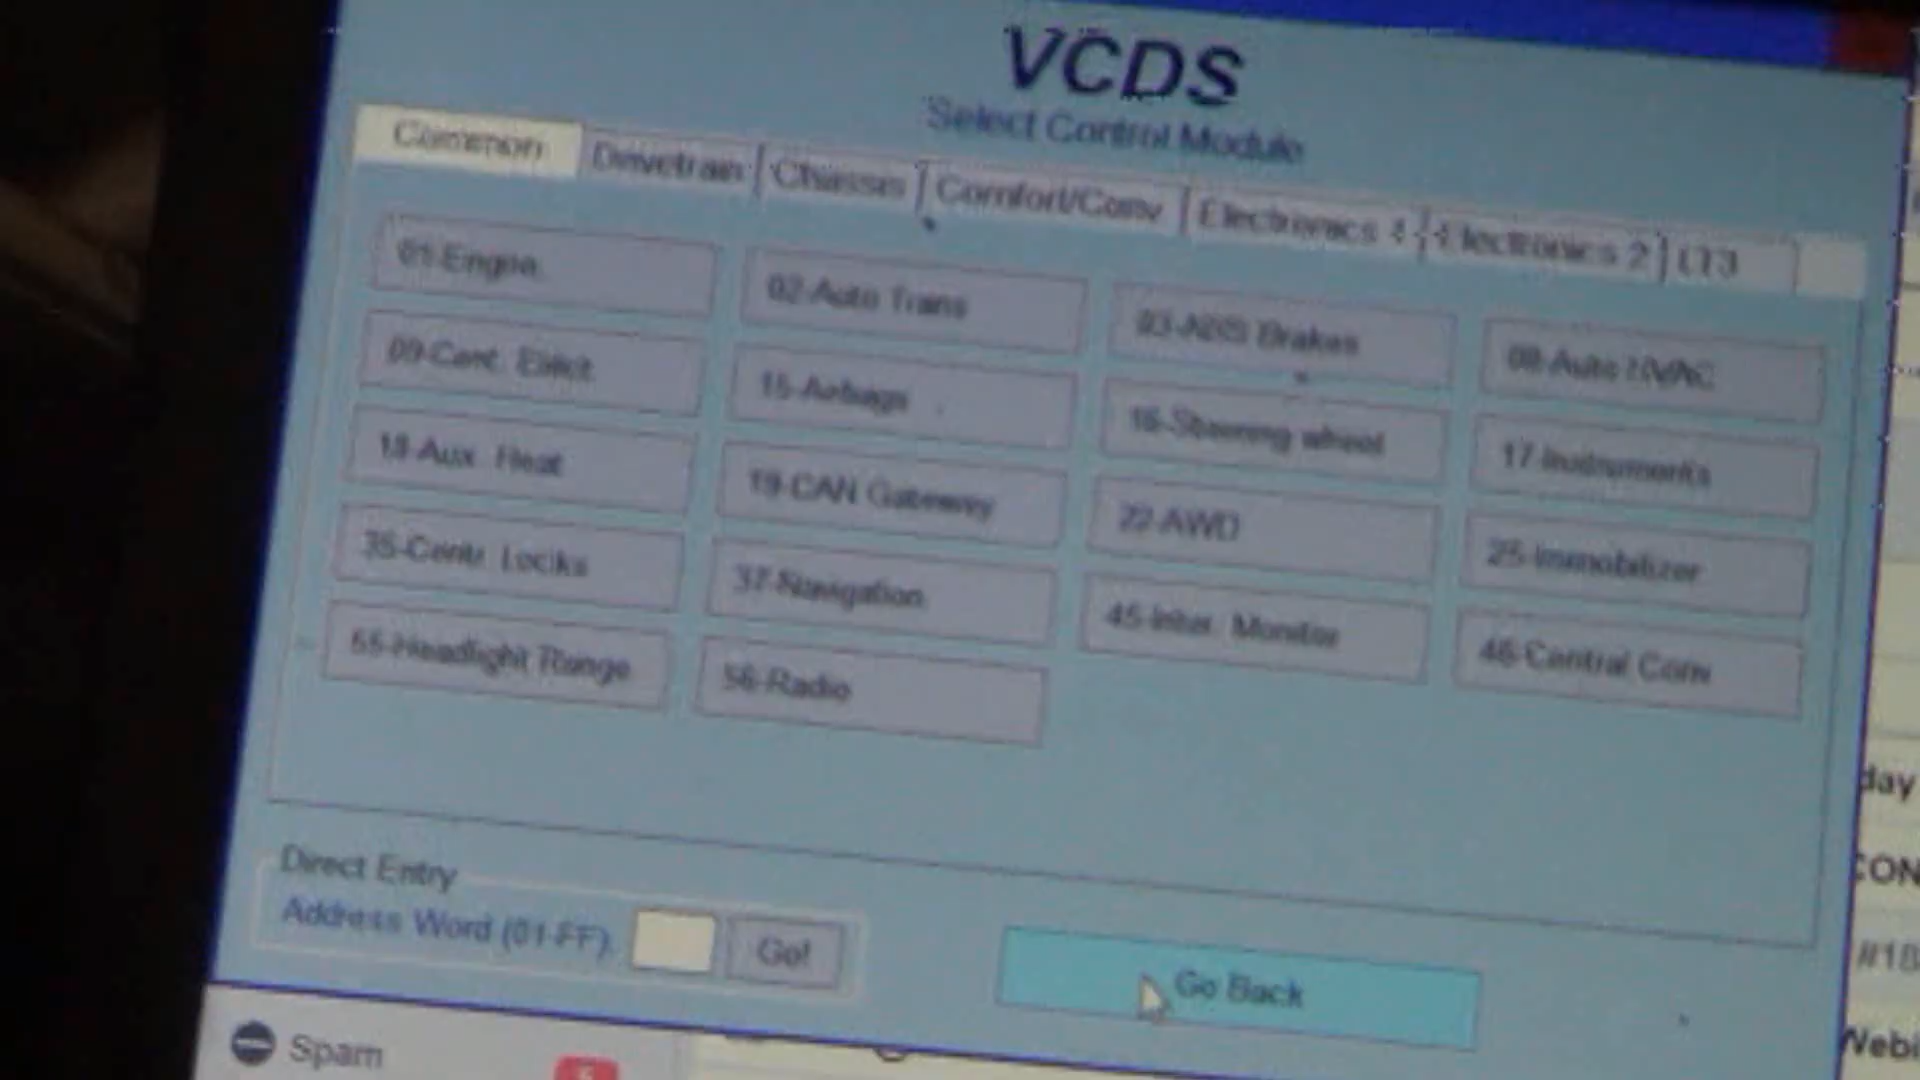 VCDS
Select Control Module
Common Drivetrain Chassis Comfort/Conv Electronics 1 Electronics 2
01-Engine 02-Auto Trans 03-ABS Brakes 08-Auto HVAC
09-Cent. Elect. 15-Airbags 16-Steering wheel 17-Instruments
18-Aux. Heat 19-CAN Gateway 22-AWD 25-Immobilizer
35-Centr. Locks 37-Navigation 45-Inter. Monitor 46-Central Conv
55-Headlight Range 56-Radio
Direct Entry
Address Word (01-FF) Go! Go Back
Spam
day
#18